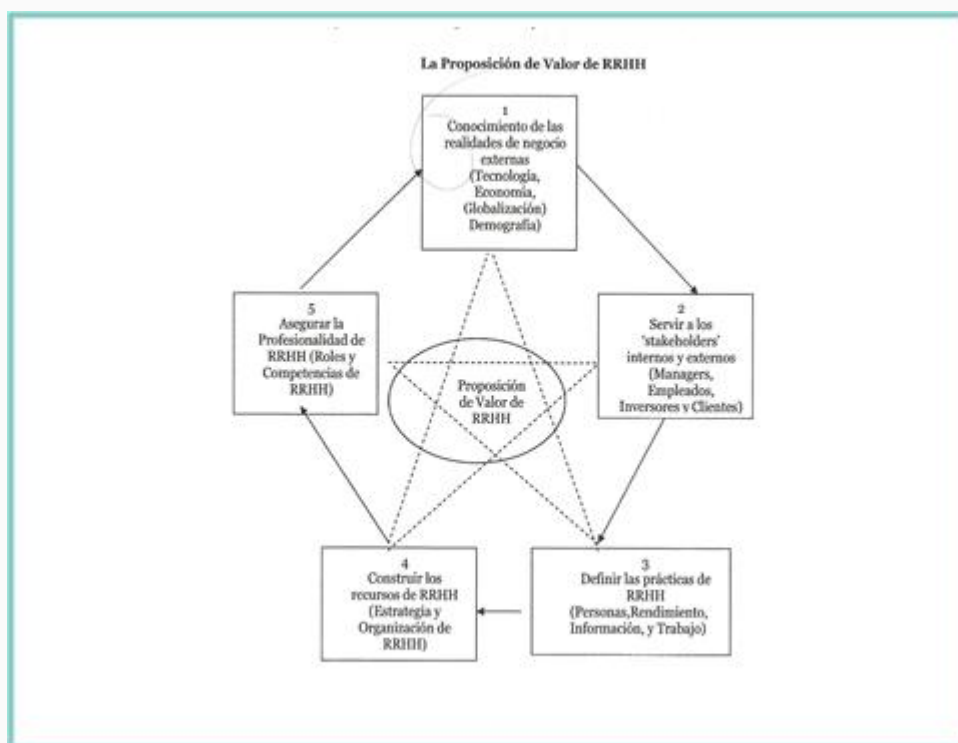 La Proposición de Valor de RRHH
1
Conocimiento de las
realidades de negocio
externas
(Tecnología,
Economía,
Globalización)
Demografía)
2
Servir a los
'stakeholders'
internos y externos
(Managers,
Empleados,
Inversores y Clientes)
3
Definir las prácticas de
RRHH
(Personas,Rendimiento,
Información, y Trabajo)
4
Construir los
recursos de RRHH
(Estrategia y
Organización de
RRHH)
5
Asegurar la
Profesionalidad de
RRHH (Roles y
Competencias de
RRHH)
Proposición
de Valor de
RRHH